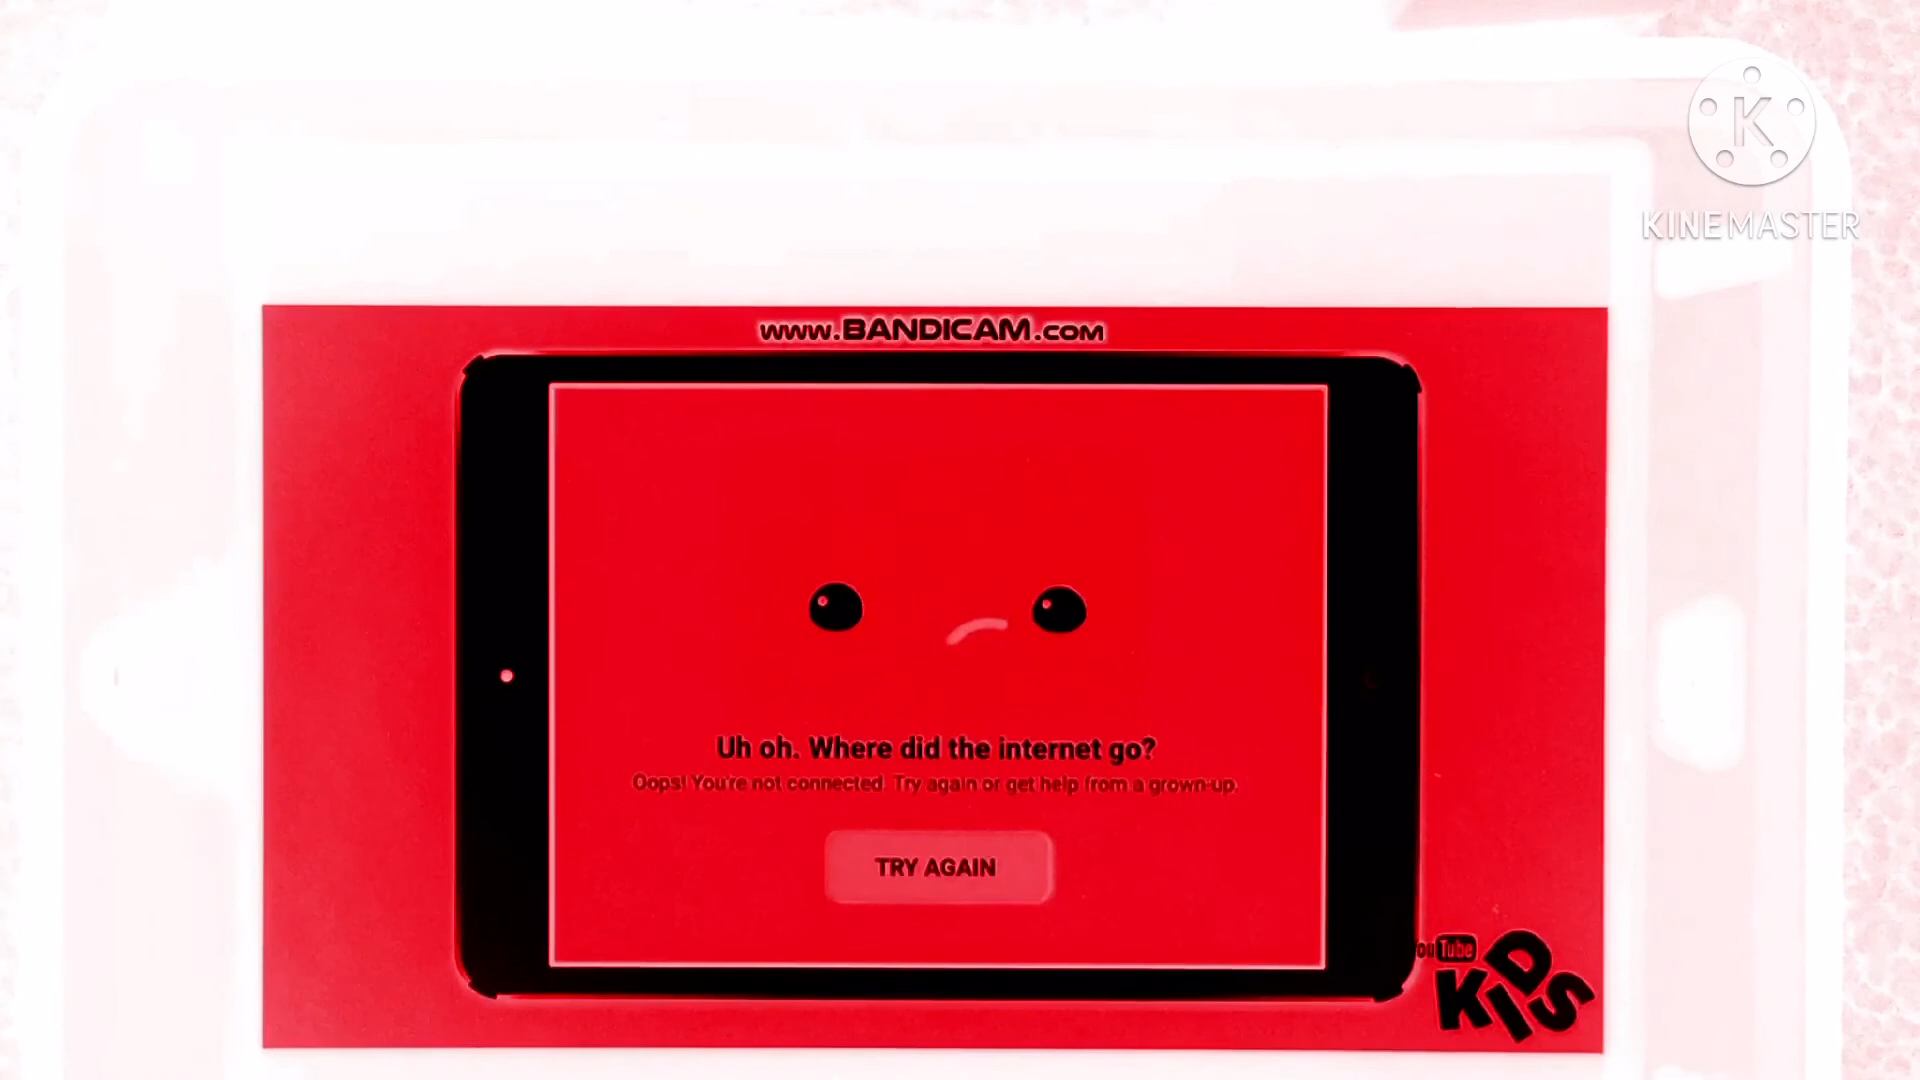 K
KINEMASTER
www.BANDICAM.com
Uh oh. Where did the internet go?
Oops! You're not connected. Try again or get help from a grown-up.
TRY AGAIN
ouTube
KIDS